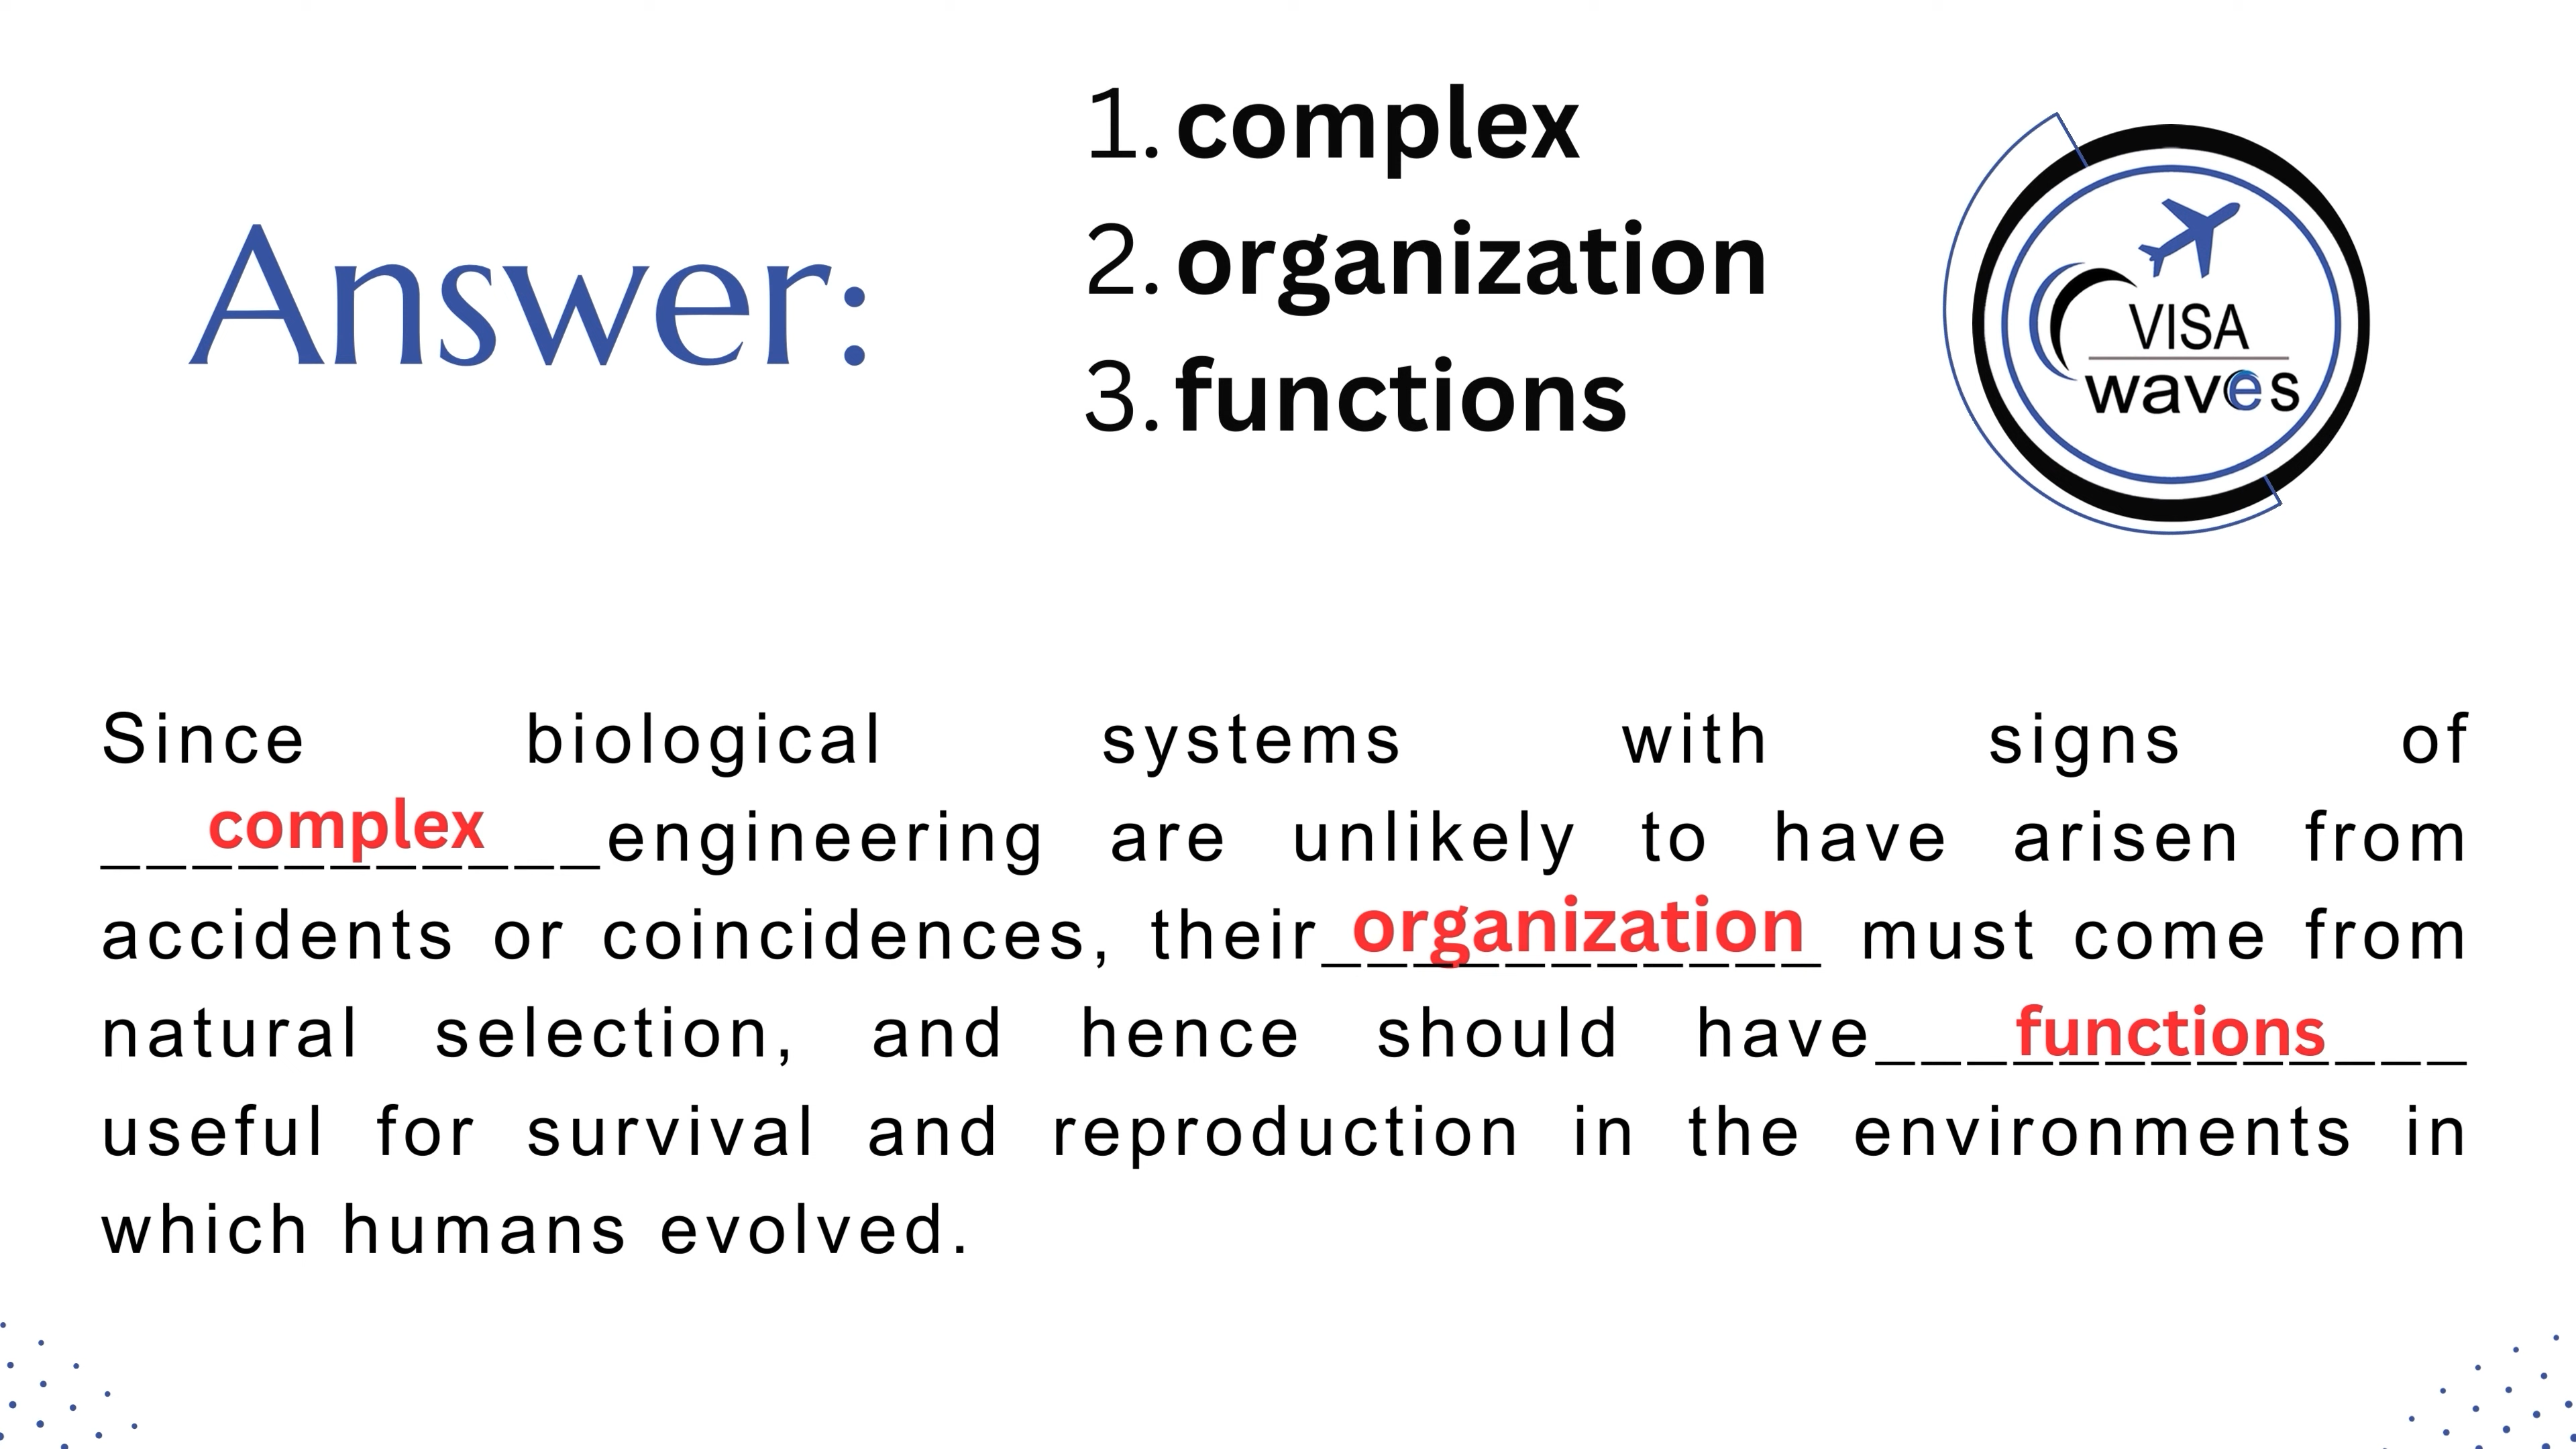 Answer:
1. complex
2. organization
3. functions
VISA
waves
Since biological systems with signs of
____complex____engineering are unlikely to have arisen from
accidents or coincidences, their_organization_ must come from
natural selection, and hence should have___functions___
useful for survival and reproduction in the environments in
which humans evolved.